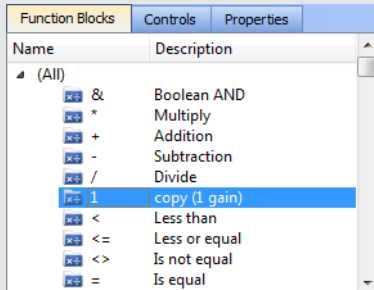 Function Blocks Controls Properties
Name Description
(All)
& Boolean AND
* Multiply
+ Addition
- Subtraction
/ Divide
1 copy (1 gain)
< Less than
<= Less or equal
<> Is not equal
= Is equal